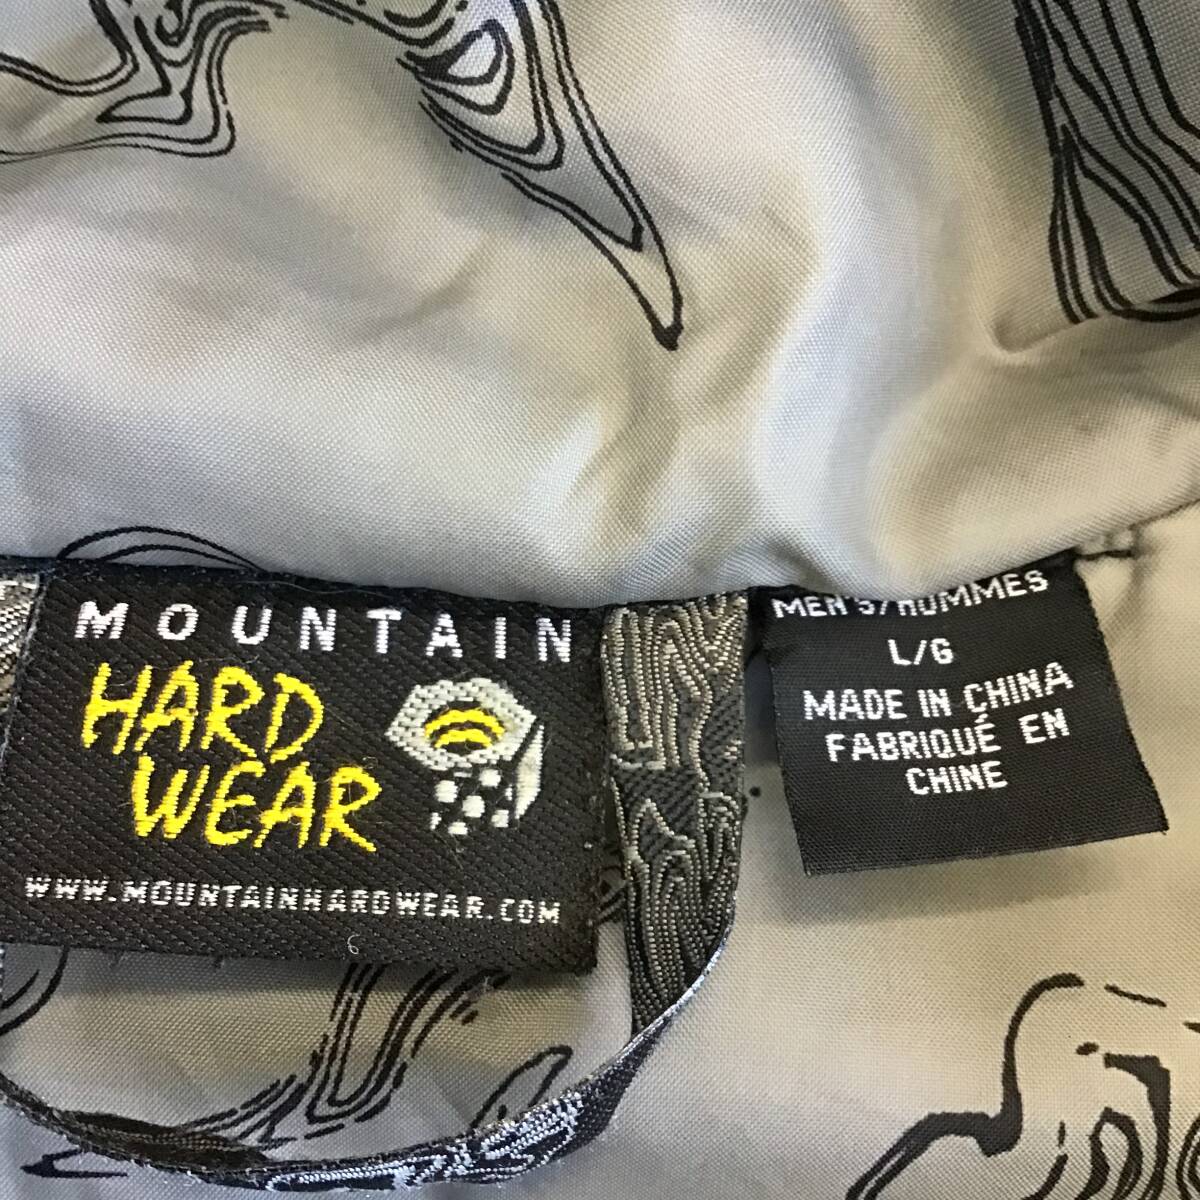 MOUNTAIN
HARD
WEAR
WWW.MOUNTAINHARDWEAR.COM
MEN'S/HOMMES
L/G
MADE IN CHINA
FABRIQUÉ EN
CHINE